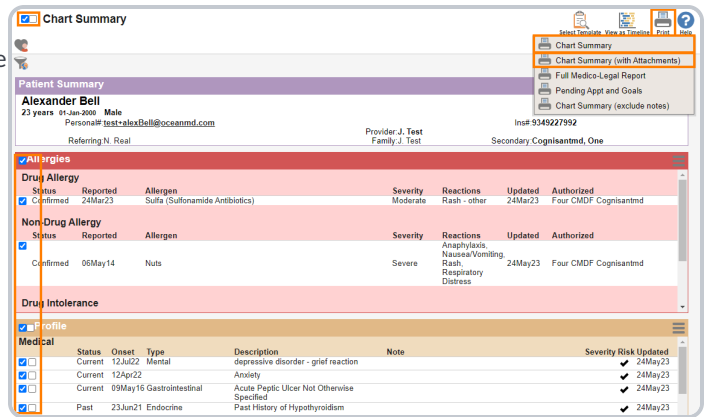 Chart Summary
Select Template View as Timeline Print Help
Chart Summary
Chart Summary (with Attachments)
Full Medico-Legal Report
Pending Appt and Goals
Chart Summary (exclude notes)
e
Patient Summary
Alexander Bell
23 years 01-Jan-2000 Male
Personal#:test+alexBell@oceanmd.com Ins# 9349227992
Provider:J. Test
Referring:N. Real Family:J. Test Secondary:Cognisantmd, One
Allergies
Drug Allergy
Status Reported Allergen Severity Reactions Updated Authorized
Confirmed 24Mar23 Sulfa (Sulfonamide Antibiotics) Moderate Rash - other 24Mar23 Four CMDF Cognisantmd
Non-Drug Allergy
Status Reported Allergen Severity Reactions Updated Authorized
Anaphylaxis,
Nausea/Vomiting,
Confirmed 06May14 Nuts Severe Rash, 24May23 Four CMDF Cognisantmd
Respiratory
Distress
Drug Intolerance
Profile
Medical
Status Onset Type Description Note Severity Risk Updated
Current 12Jul22 Mental depressive disorder - grief reaction 24May23
Current 12Apr22 Anxiety 24May23
Current 09May16 Gastrointestinal Acute Peptic Ulcer Not Otherwise 24May23
Specified
Past 23Jun21 Endocrine Past History of Hypothyroidism 24May23